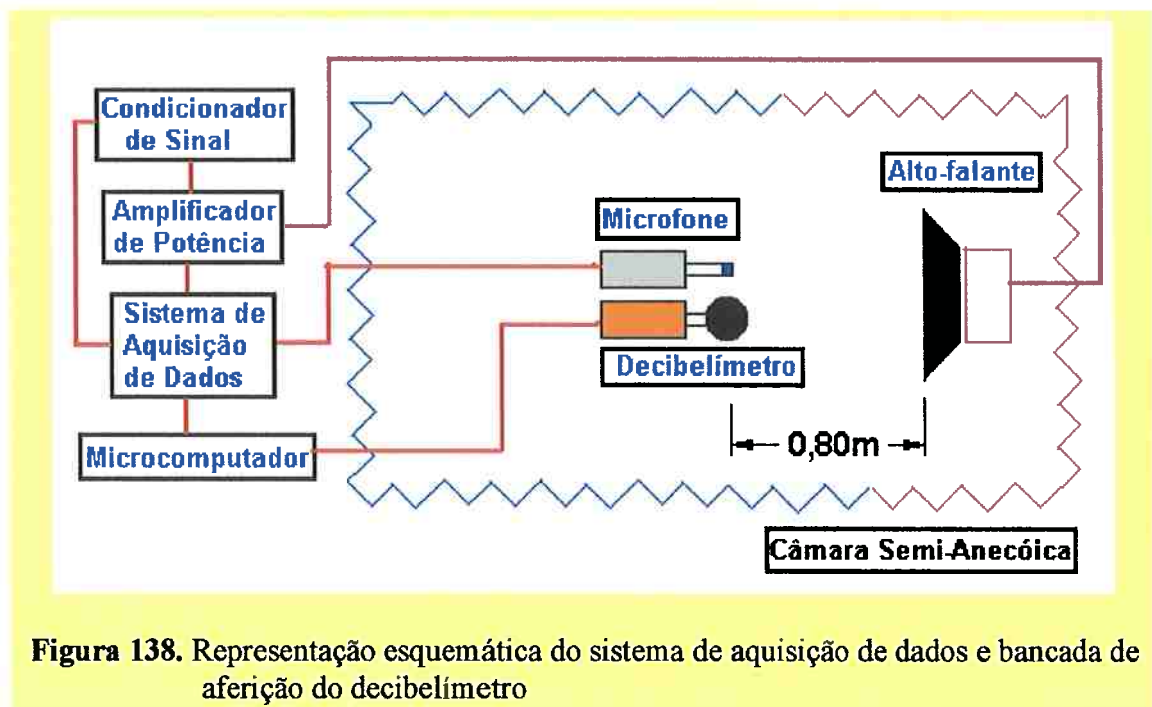 Condicionador
de Sinal
Amplificador
de Potência
Sistema de
Aquisição
de Dados
Microcomputador
Microfone
Decibelímetro
Alto-falante
0,80m
Câmara Semi-Anecóica
Figura 138. Representação esquemática do sistema de aquisição de dados e bancada de
aferição do decibelímetro